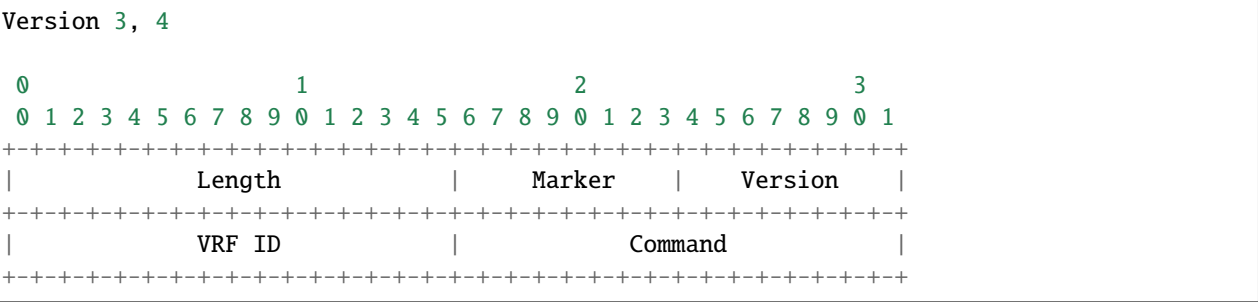 Version 3, 4
 0                   1                   2                   3
 0 1 2 3 4 5 6 7 8 9 0 1 2 3 4 5 6 7 8 9 0 1 2 3 4 5 6 7 8 9 0 1
+-+-+-+-+-+-+-+-+-+-+-+-+-+-+-+-+-+-+-+-+-+-+-+-+-+-+-+-+-+-+-+-+
|             Length            |     Marker    |    Version    |
+-+-+-+-+-+-+-+-+-+-+-+-+-+-+-+-+-+-+-+-+-+-+-+-+-+-+-+-+-+-+-+-+
|             VRF ID            |            Command            |
+-+-+-+-+-+-+-+-+-+-+-+-+-+-+-+-+-+-+-+-+-+-+-+-+-+-+-+-+-+-+-+-+